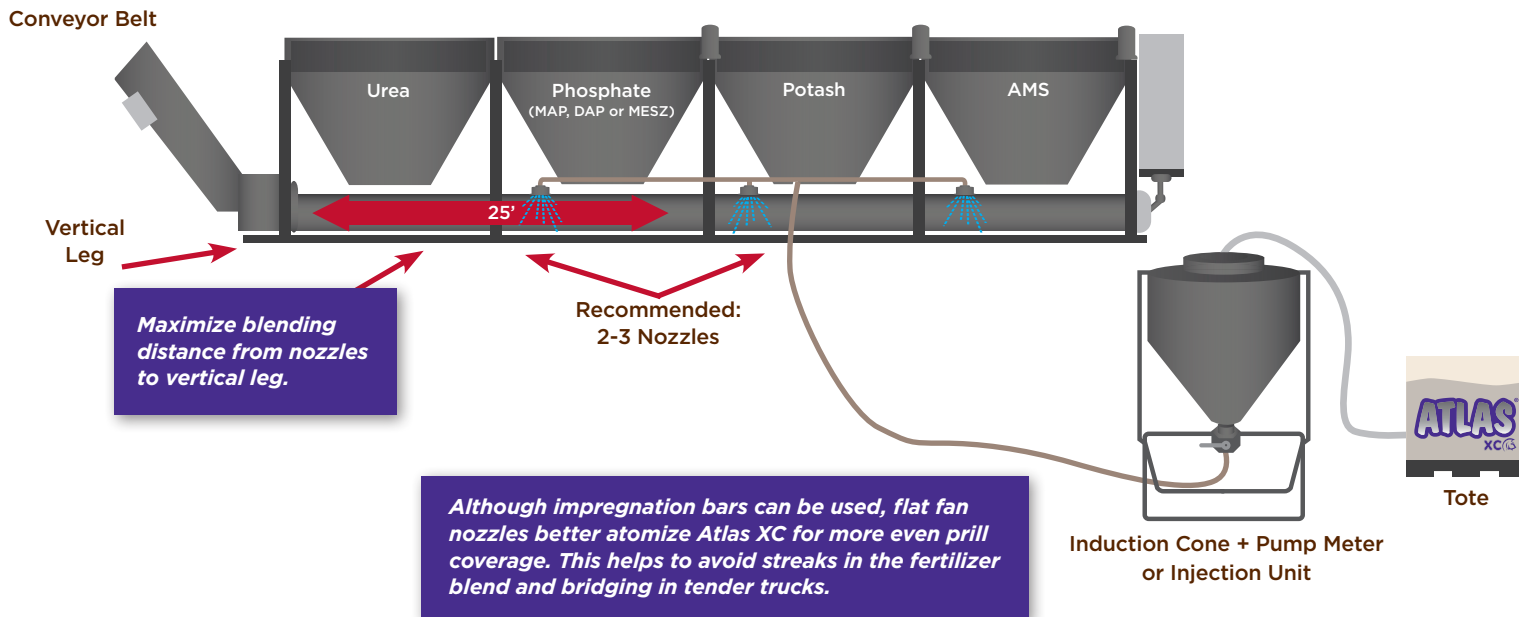 Conveyor Belt
Urea
Phosphate
(MAP, DAP or MESZ)
Potash
AMS
25'
Vertical
Leg
Maximize blending
distance from nozzles
to vertical leg.
Recommended:
2-3 Nozzles
Although impregnation bars can be used, flat fan
nozzles better atomize Atlas XC for more even prill
coverage. This helps to avoid streaks in the fertilizer
blend and bridging in tender trucks.
Induction Cone + Pump Meter
or Injection Unit
ATLAS®
XC
Tote